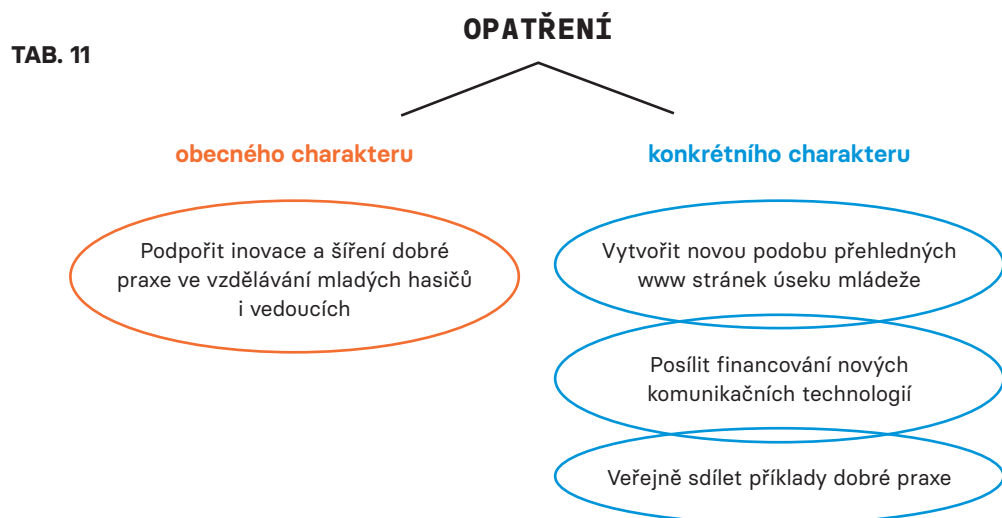 OPATŘENÍ
TAB. 11
obecného charakteru
konkrétního charakteru
Podpořit inovace a šíření dobré
praxe ve vzdělávání mladých hasičů
i vedoucích
Vytvořit novou podobu přehledných
www stránek úseku mládeže
Posílit financování nových
komunikačních technologií
Veřejně sdílet příklady dobré praxe